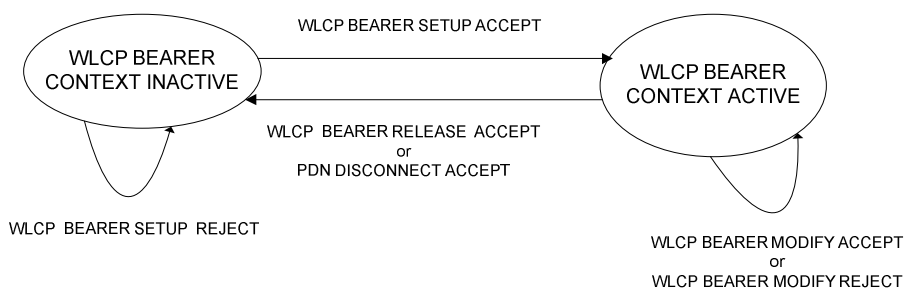 WLCP BEARER SETUP ACCEPT
WLCP BEARER
CONTEXT INACTIVE
WLCP BEARER
CONTEXT ACTIVE
WLCP BEARER RELEASE ACCEPT
or
PDN DISCONNECT ACCEPT
WLCP BEARER SETUP REJECT
WLCP BEARER MODIFY ACCEPT
or
WLCP BEARER MODIFY REJECT